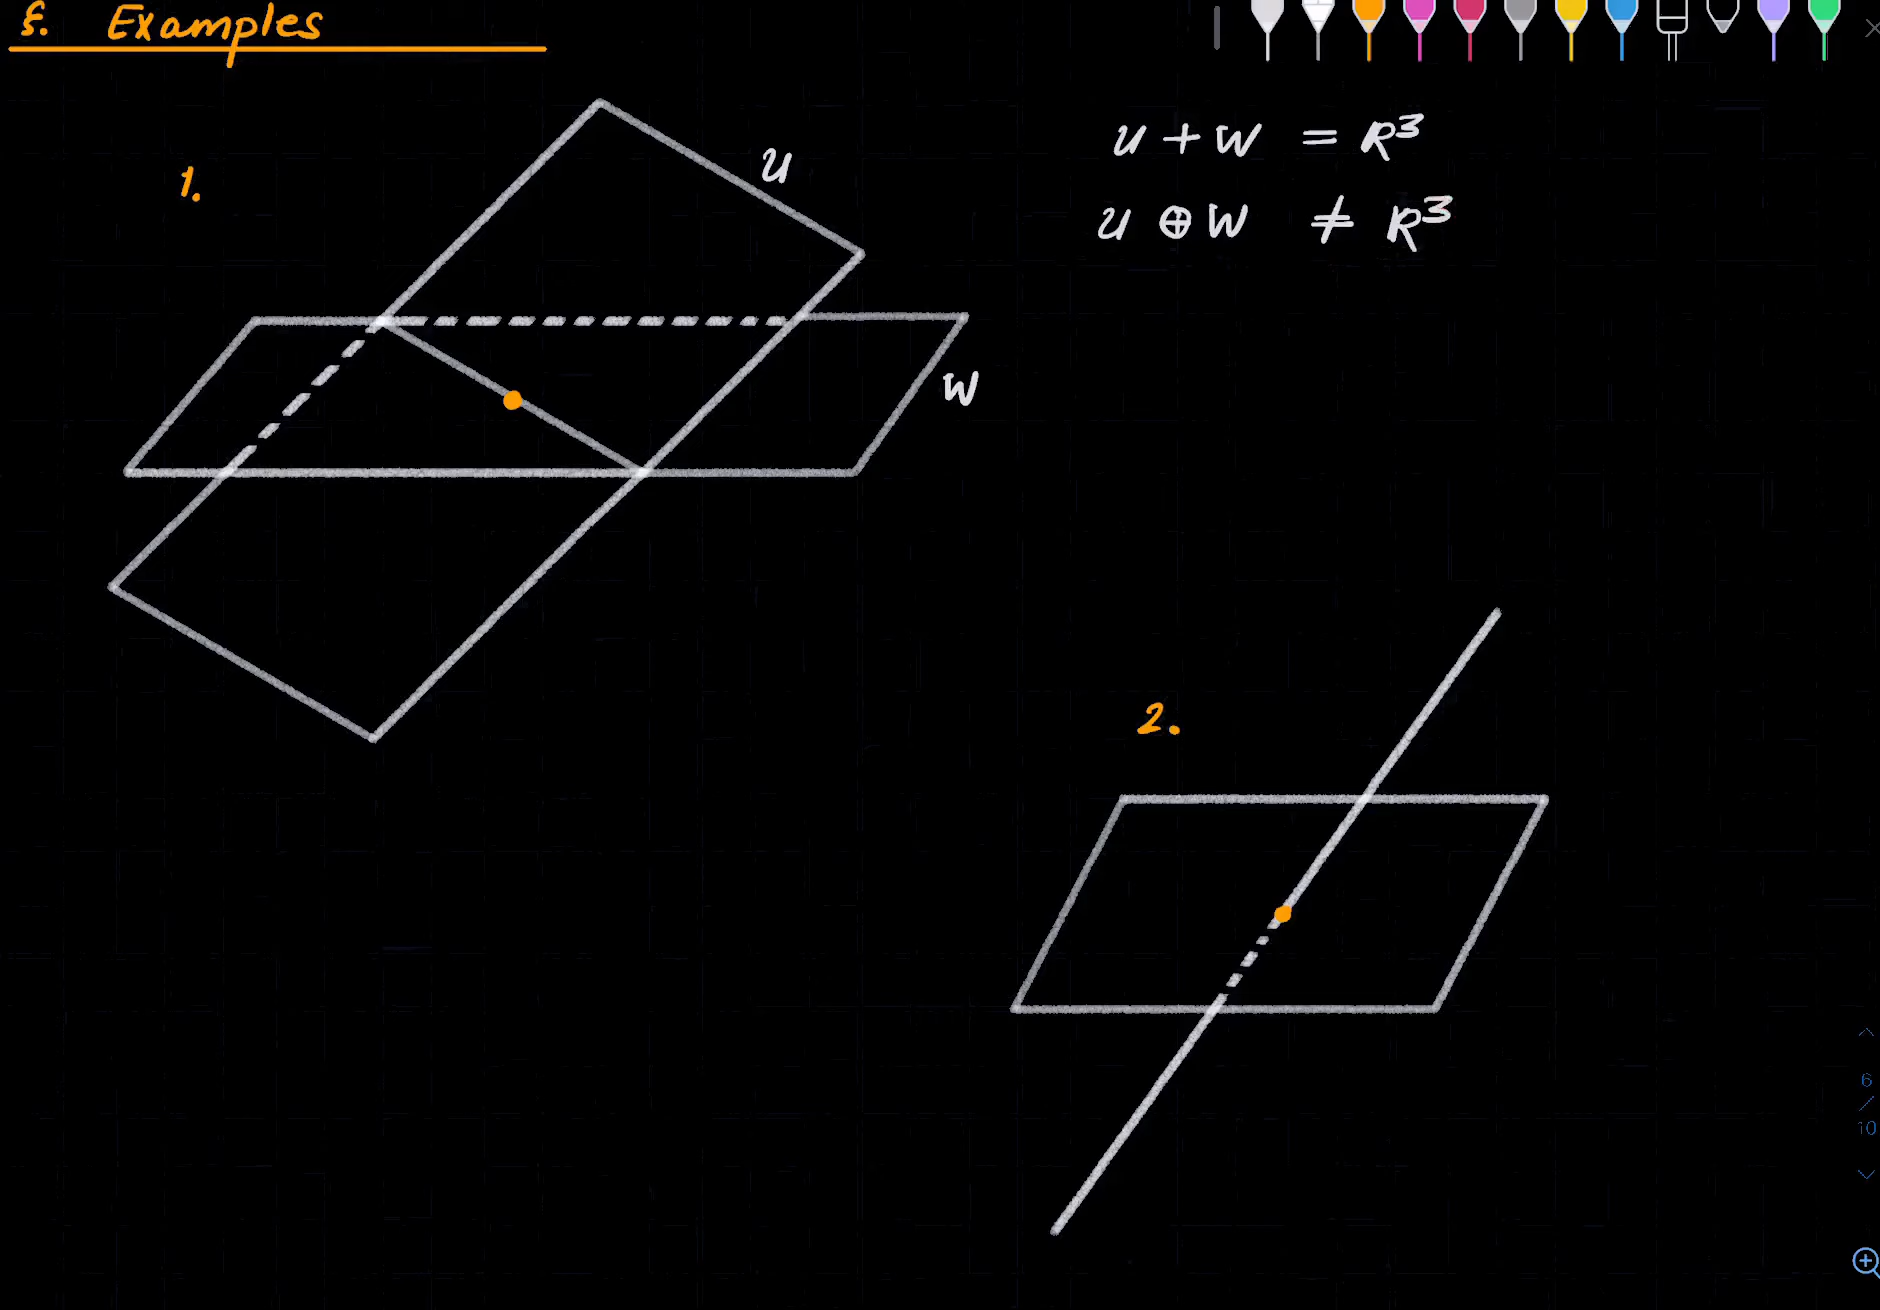 §. Examples
1.
U
U + W = R³
U ⊕ W ≠ R³
W
2.
6
/
10